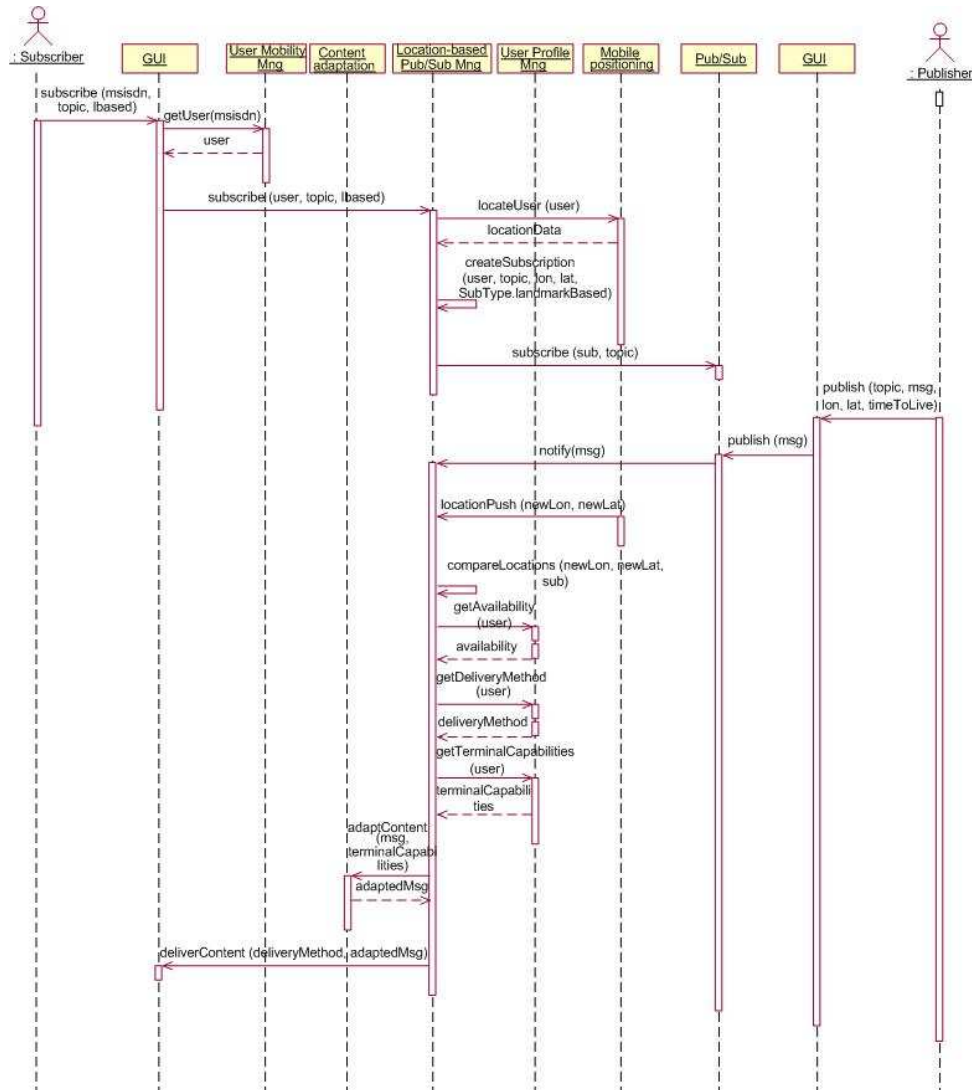 : Subscriber
GUI
User Mobility
Mng
Content
adaptation
Location-based
Pub/Sub Mng
User Profile
Mng
Mobile
positioning
Pub/Sub
GUI
: Publisher
subscribe (msisdn,
topic, lbased)
getUser(msisdn)
user
subscribe (user, topic, lbased)
locateUser (user)
locationData
createSubscription
(user, topic, lon, lat,
SubType.landmarkBased)
subscribe (sub, topic)
publish (topic, msg,
lon, lat, timeToLive)
publish (msg)
notify(msg)
locationPush (newLon, newLat)
compareLocations (newLon, newLat,
sub)
getAvailability
(user)
availability
getDeliveryMethod
(user)
deliveryMethod
getTerminalCapabilities
(user)
terminalCapabili
ties
adaptContent
(msg,
terminalCapabi
lities)
adaptedMsg
deliverContent (deliveryMethod, adaptedMsg)